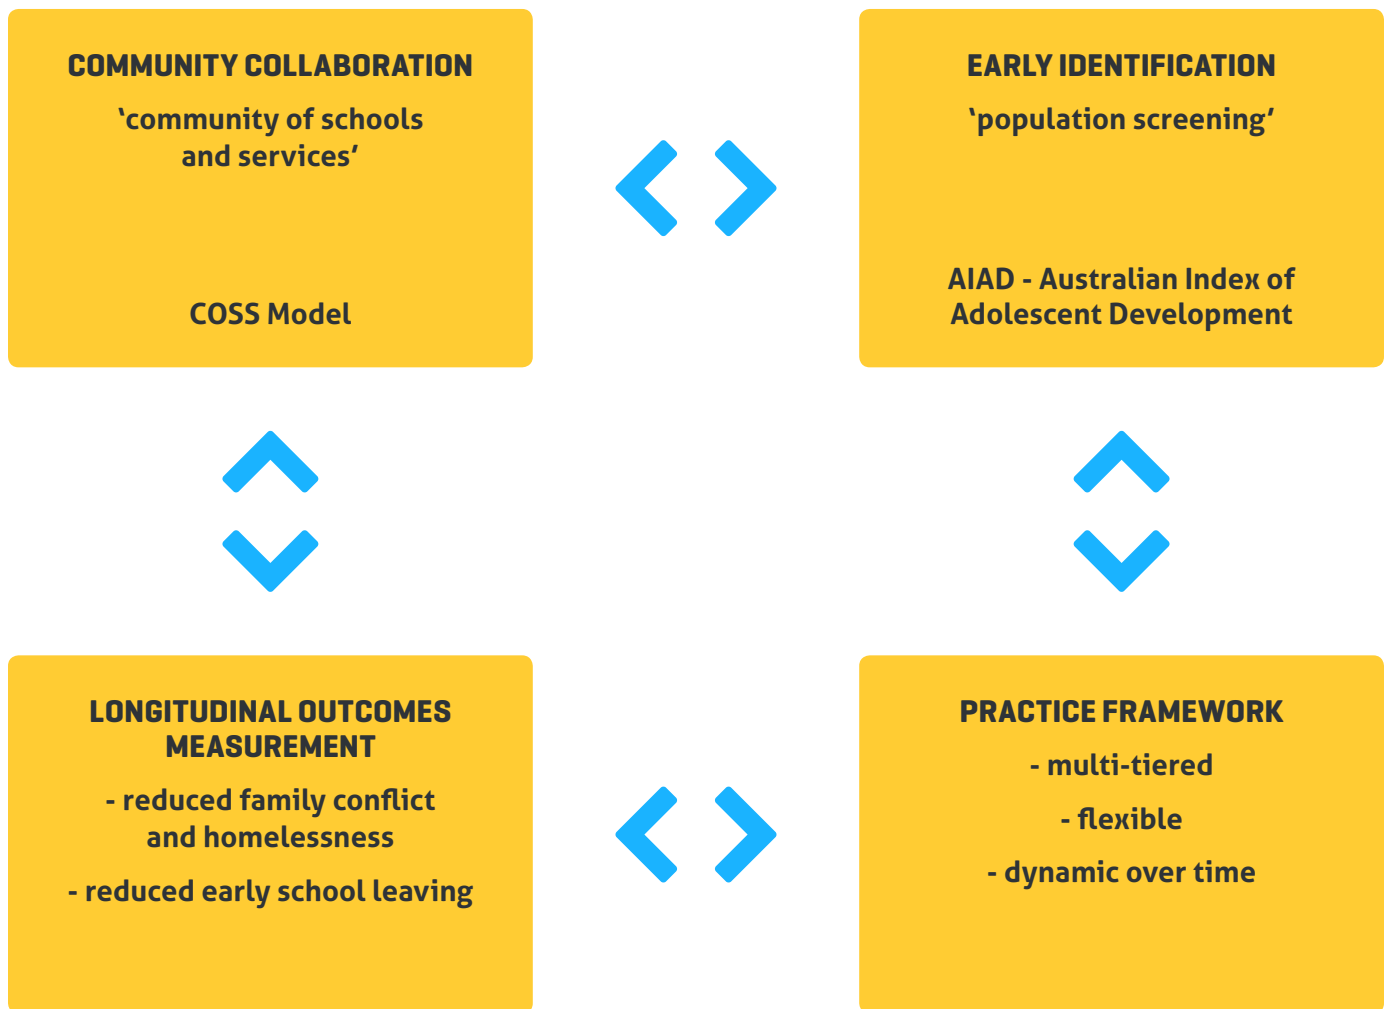 COMMUNITY COLLABORATION
‘community of schools
and services’
COSS Model
EARLY IDENTIFICATION
‘population screening’
AIAD - Australian Index of
Adolescent Development
LONGITUDINAL OUTCOMES
MEASUREMENT
- reduced family conflict
and homelessness
- reduced early school leaving
PRACTICE FRAMEWORK
- multi-tiered
- flexible
- dynamic over time